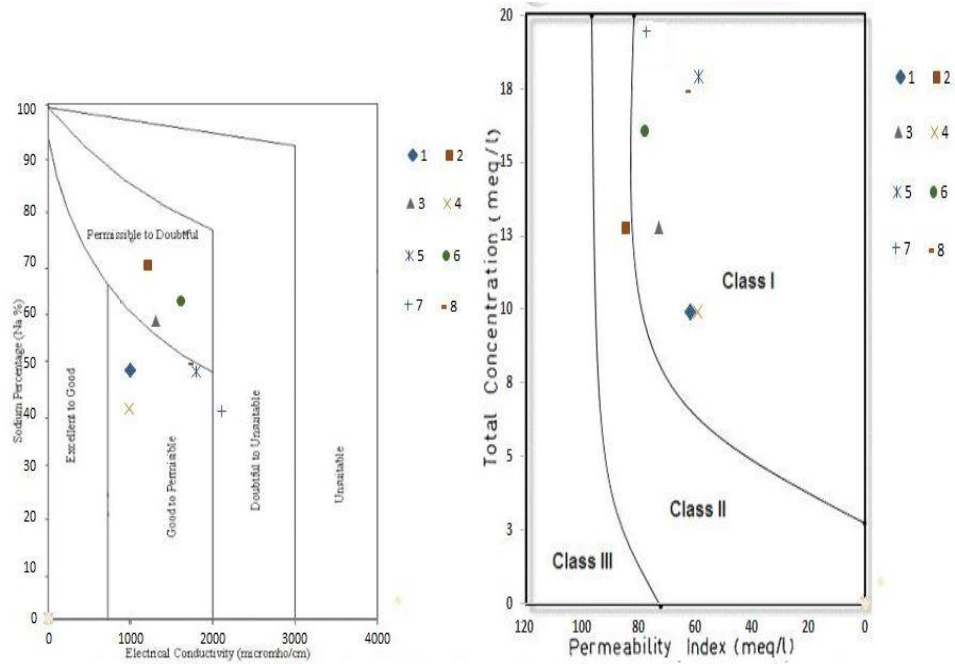 100
90
80
70
60
50
40
30
20
10
0
Sodium Percentage (Na %)
Permissible to Doubtful
Excellent to Good
Good to Permissible
Doubtful to Unsuitable
Unsuitable
0 1000 2000 3000 4000
Electrical Conductivity (micromho/cm)
1 2
3 4
5 6
7 8
20
18
15
13
10
8
5
3
0
Total Concentration (meq/l)
Class I
Class II
Class III
120 100 80 60 40 20 0
Permeability Index (meq/l)
1 2
3 4
5 6
7 8